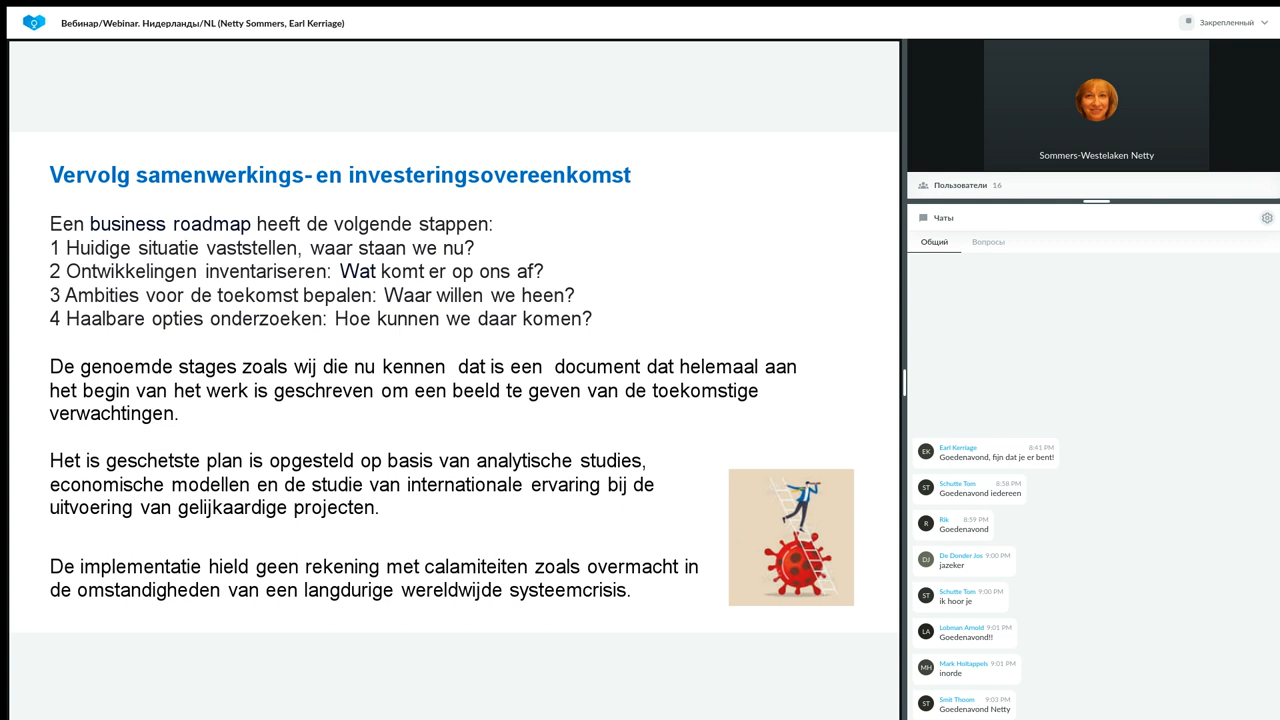 Вебинар/Webinar. Нидерланды/NL (Netty Sommers, Earl Kerriage)
Закрепленный
Vervolg samenwerkings- en investeringsovereenkomst
Een business roadmap heeft de volgende stappen:
1 Huidige situatie vaststellen, waar staan we nu?
2 Ontwikkelingen inventariseren: Wat komt er op ons af?
3 Ambities voor de toekomst bepalen: Waar willen we heen?
4 Haalbare opties onderzoeken: Hoe kunnen we daar komen?
De genoemde stages zoals wij die nu kennen dat is een document dat helemaal aan
het begin van het werk is geschreven om een beeld te geven van de toekomstige
verwachtingen.
Het is geschetste plan is opgesteld op basis van analytische studies,
economische modellen en de studie van internationale ervaring bij de
uitvoering van gelijkaardige projecten.
De implementatie hield geen rekening met calamiteiten zoals overmacht in
de omstandigheden van een langdurige wereldwijde systeemcrisis.
Sommers-Westelaken Netty
Пользователи 16
Чаты
Общий Вопросы
EK Earl Kerriage 8:41 PM
Goedenavond, fijn dat je er bent!
ST Schutte Tom 8:58 PM
Goedenavond iedereen
R Rik 8:59 PM
Goedenavond
DJ De Donder Jos 9:00 PM
jazeker
ST Schutte Tom 9:00 PM
ik hoor je
LA Lobman Arnold 9:01 PM
Goedenavond!!
MH Mark Holtappels 9:01 PM
inorde
ST Smit Thoom 9:03 PM
Goedenavond Netty